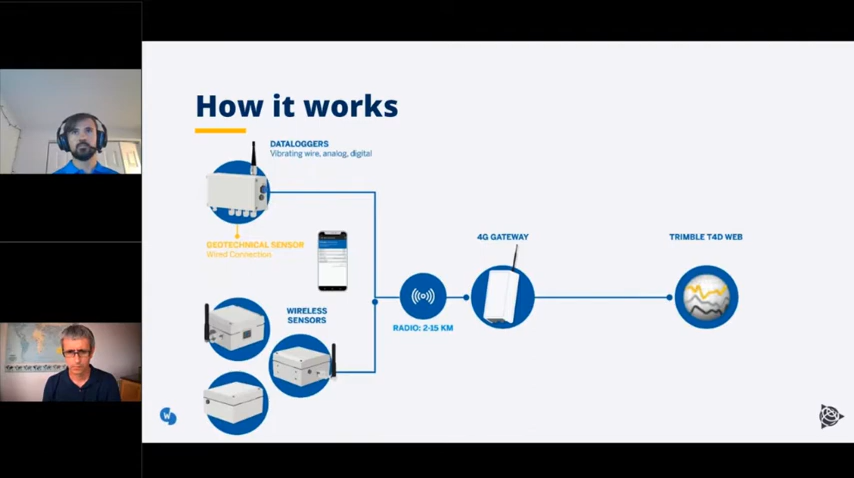 How it works
DATALOGGERS
Vibrating wire, analog, digital
GEOTECHNICAL SENSOR
Wired Connection
4G GATEWAY
TRIMBLE T4D WEB
WIRELESS
SENSORS
RADIO: 2-15 KM
W